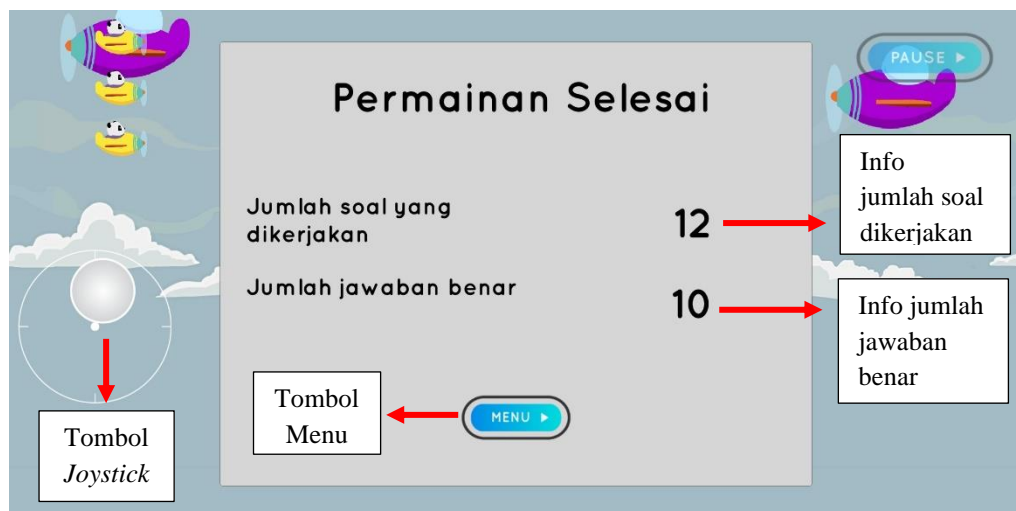 PAUSE
Permainan Selesai
Info
jumlah soal
dikerjakan
Jumlah soal yang
dikerjakan
12
Jumlah jawaban benar
10
Info jumlah
jawaban
benar
Tombol
Menu
MENU
Tombol
Joystick